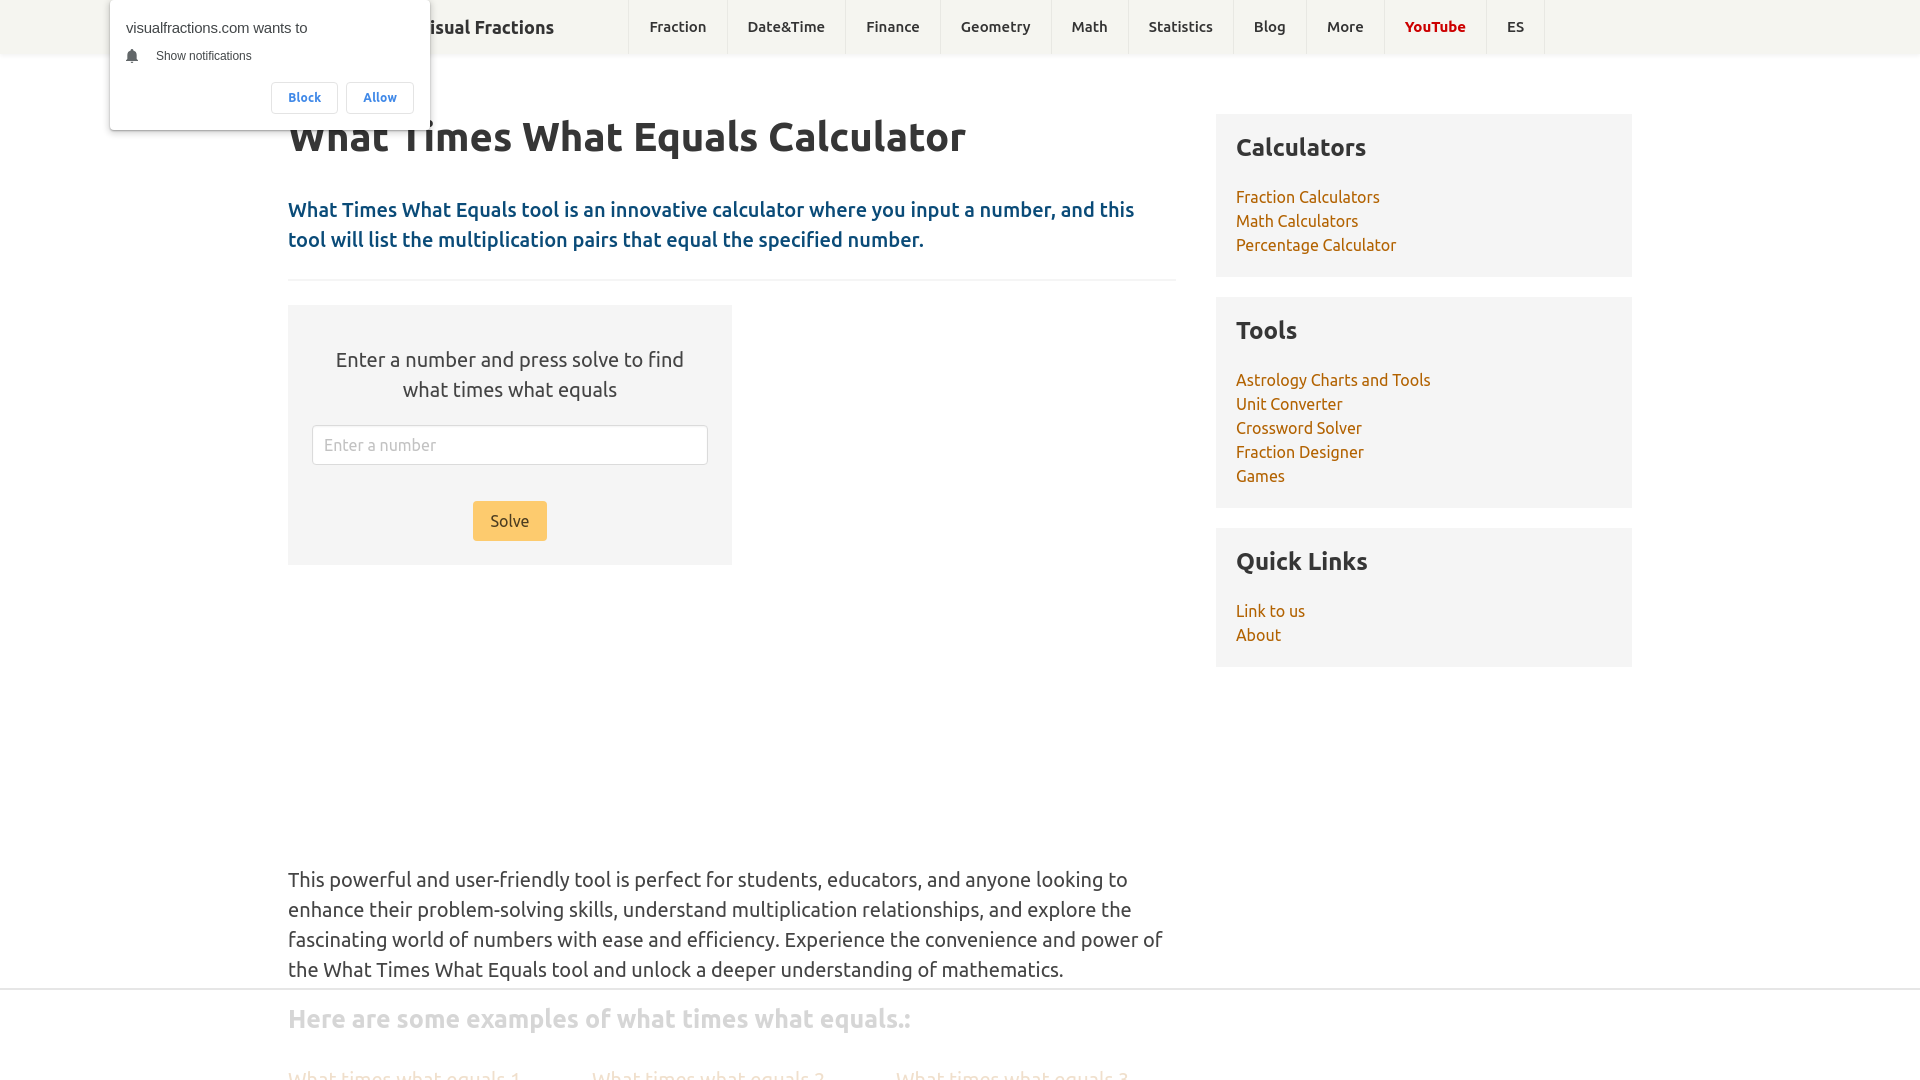 visualfractions.com wants to
Show notifications
Block
Allow
isual Fractions
Fraction
Date&Time
Finance
Geometry
Math
Statistics
Blog
More
YouTube
ES
What Times What Equals Calculator
What Times What Equals tool is an innovative calculator where you input a number, and this
tool will list the multiplication pairs that equal the specified number.
Enter a number and press solve to find
what times what equals
Enter a number
Solve
This powerful and user-friendly tool is perfect for students, educators, and anyone looking to
enhance their problem-solving skills, understand multiplication relationships, and explore the
fascinating world of numbers with ease and efficiency. Experience the convenience and power of
the What Times What Equals tool and unlock a deeper understanding of mathematics.
Here are some examples of what times what equals.:
What times what equals 1
What times what equals 2
What times what equals 3
Calculators
Fraction Calculators
Math Calculators
Percentage Calculator
Tools
Astrology Charts and Tools
Unit Converter
Crossword Solver
Fraction Designer
Games
Quick Links
Link to us
About